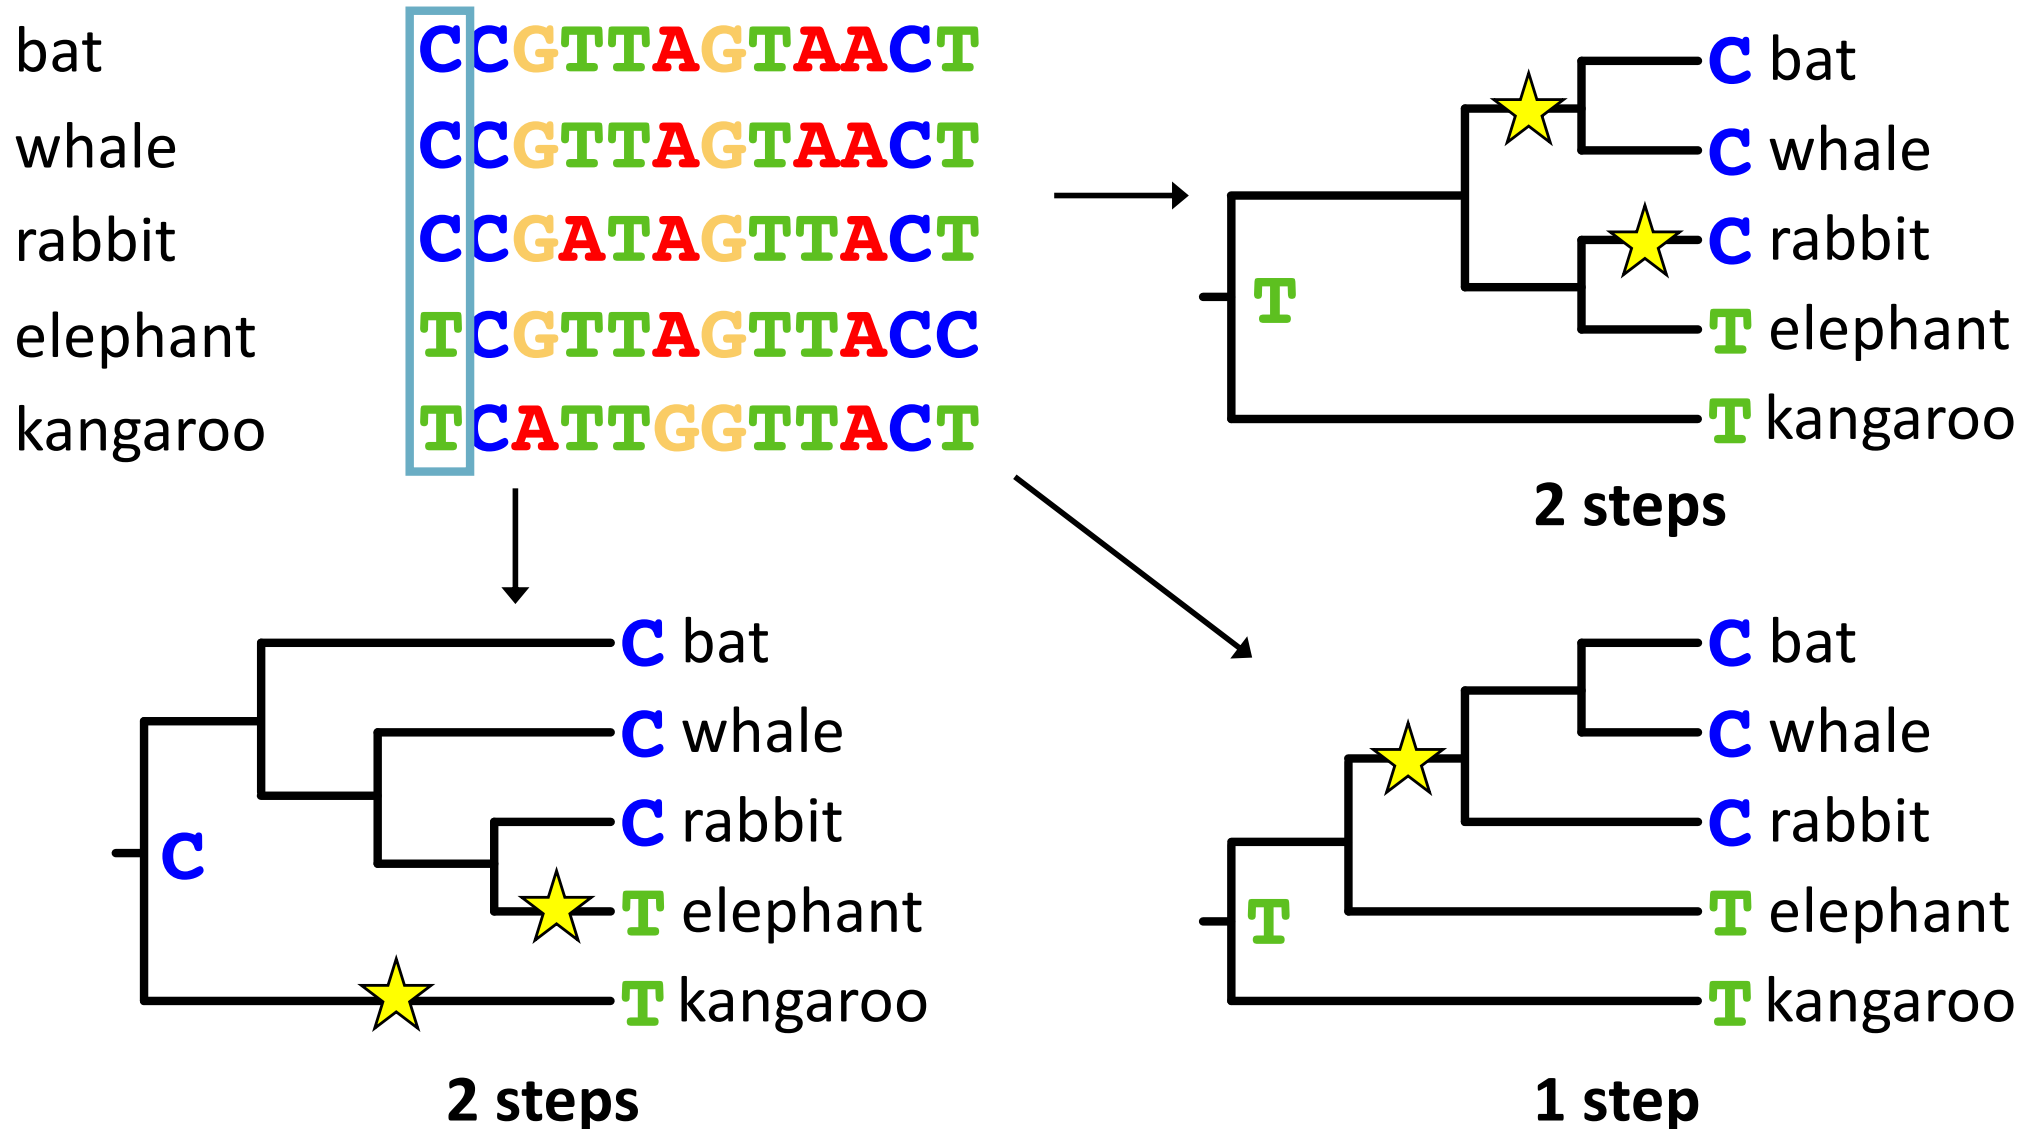 bat CCGTTAGTAACT
whale CCGTTAGTAACT
rabbit CCGATAGTTACT
elephant TCGTTAGTTACC
kangaroo TCATTGGTTACT
C bat
C whale
C rabbit
T
T elephant
T kangaroo
2 steps
C bat
C whale
C rabbit
C
T elephant
T kangaroo
2 steps
C bat
C whale
C rabbit
T elephant
T
T kangaroo
1 step